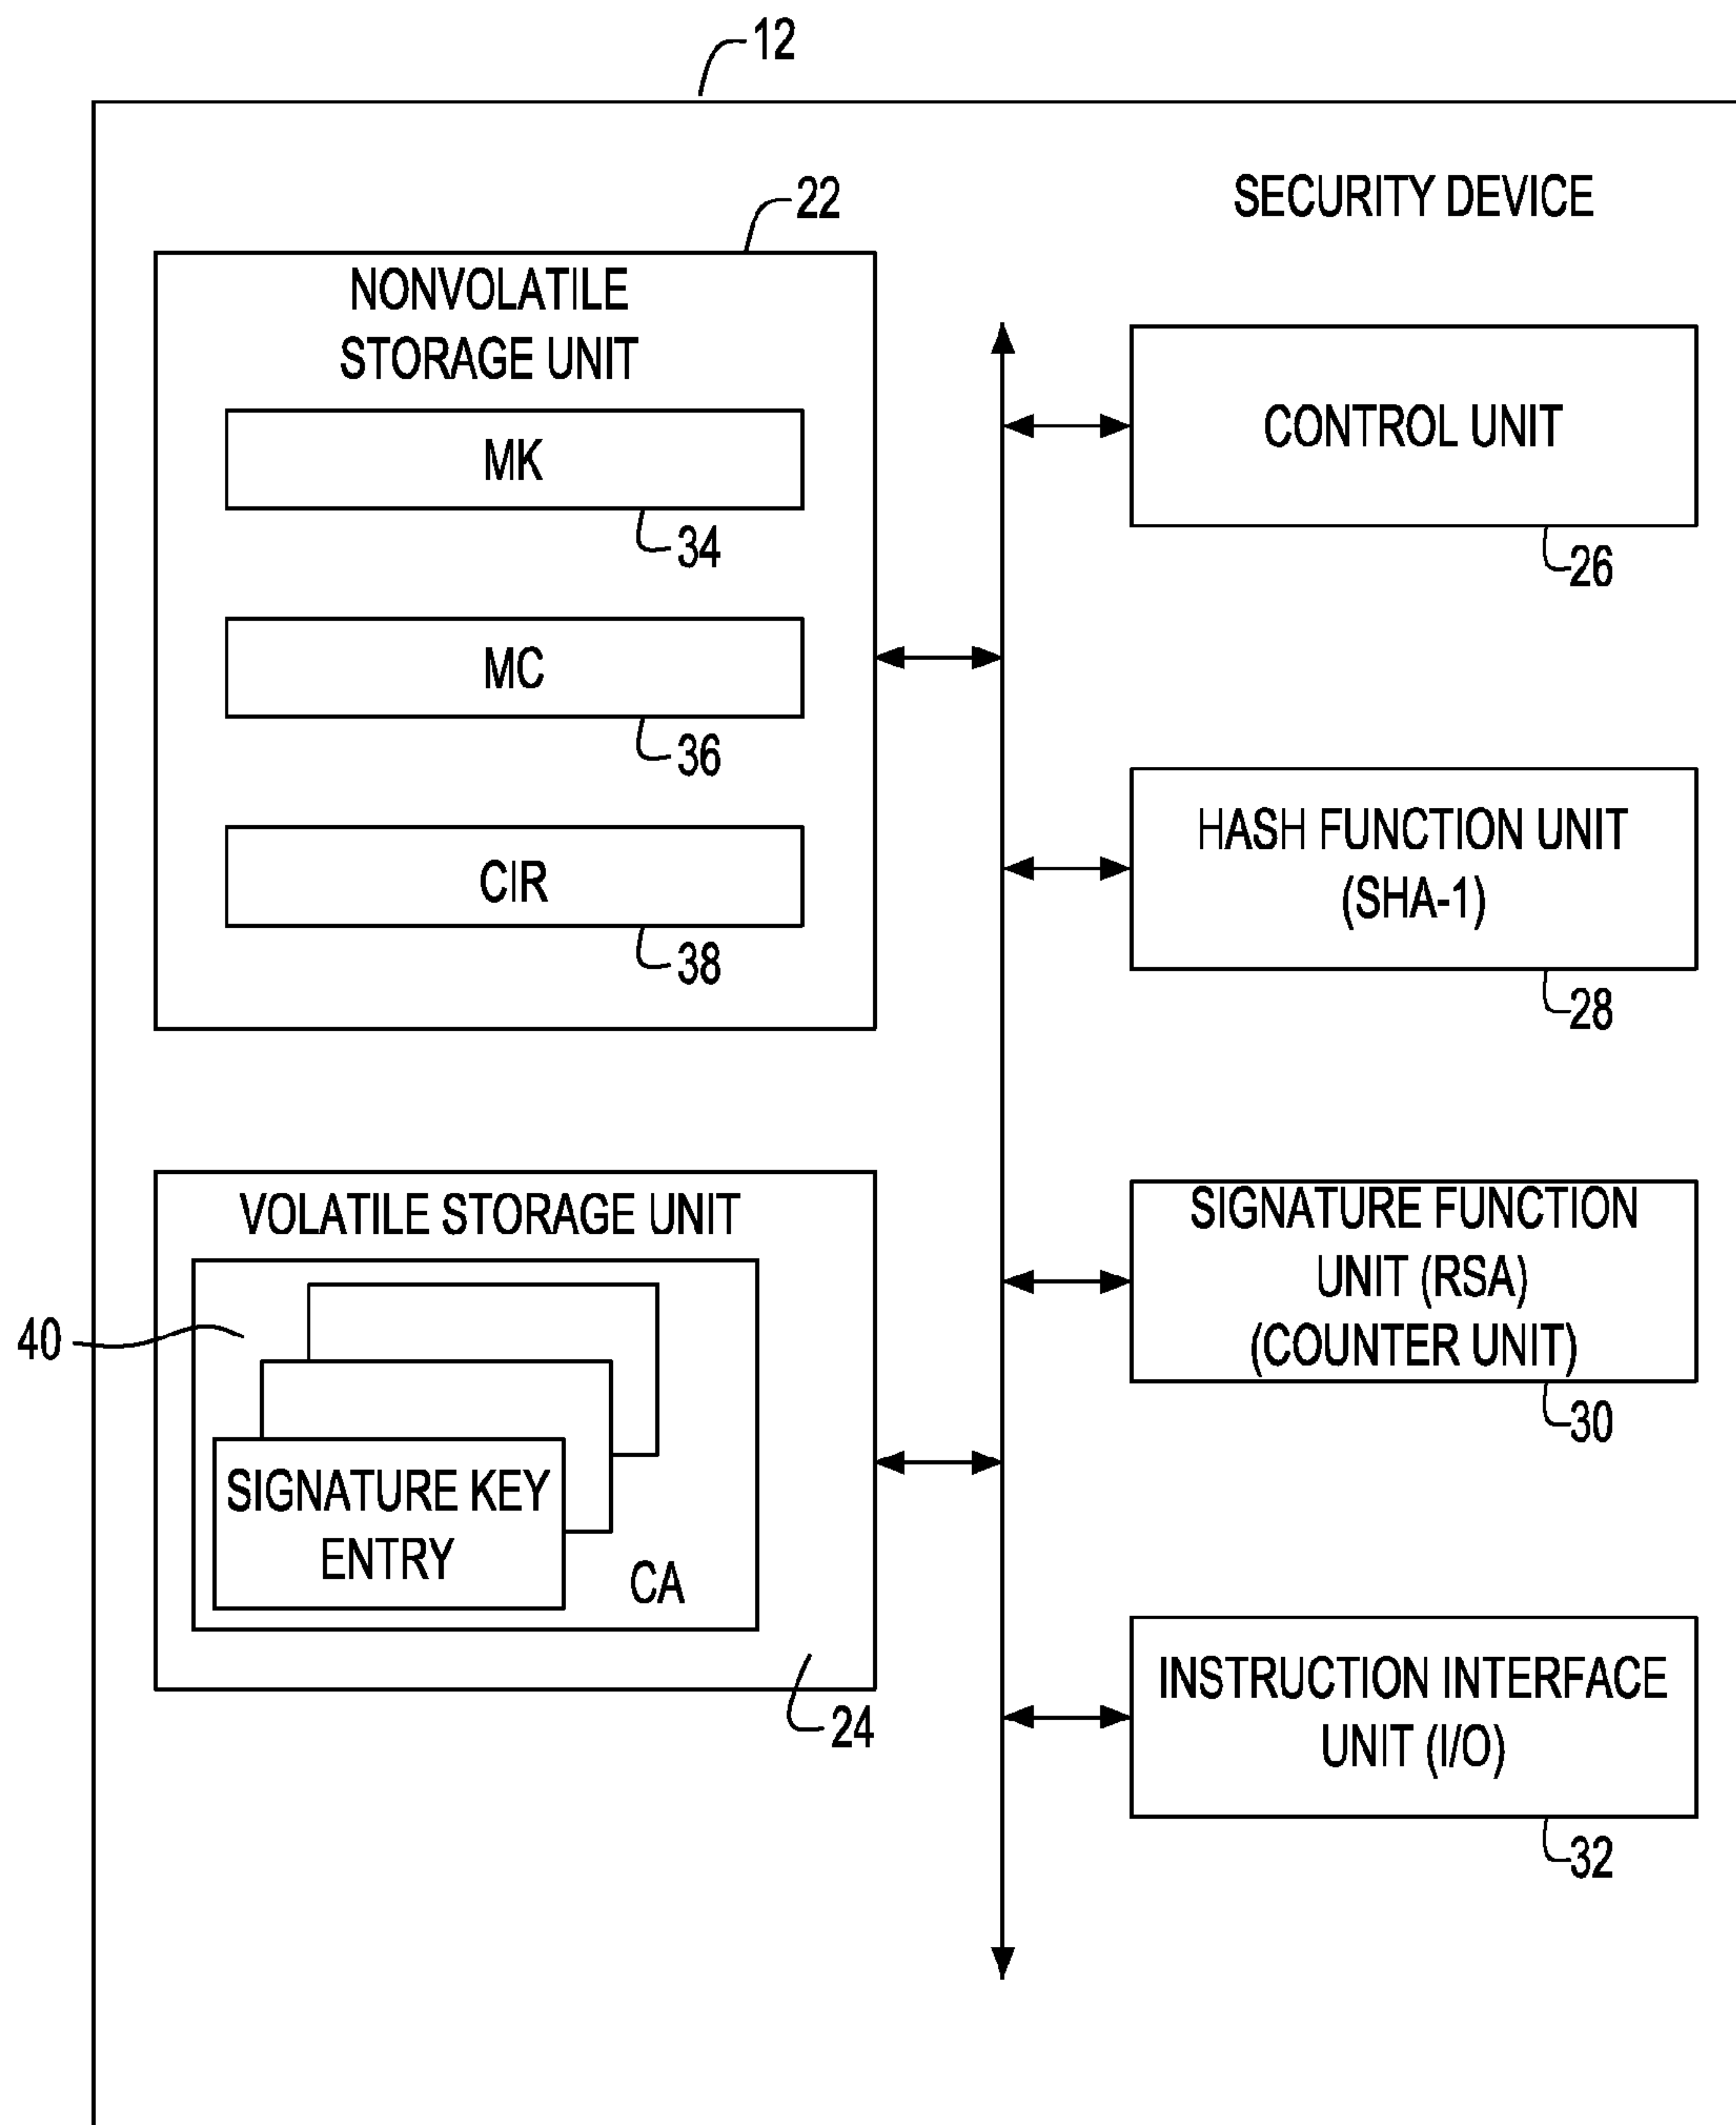 12
SECURITY DEVICE
22
NONVOLATILE
STORAGE UNIT
MK
34
MC
36
CIR
38
VOLATILE STORAGE UNIT
40
SIGNATURE KEY
ENTRY
CA
24
CONTROL UNIT
26
HASH FUNCTION UNIT
(SHA-1)
28
SIGNATURE FUNCTION
UNIT (RSA)
(COUNTER UNIT)
30
INSTRUCTION INTERFACE
UNIT (I/O)
32